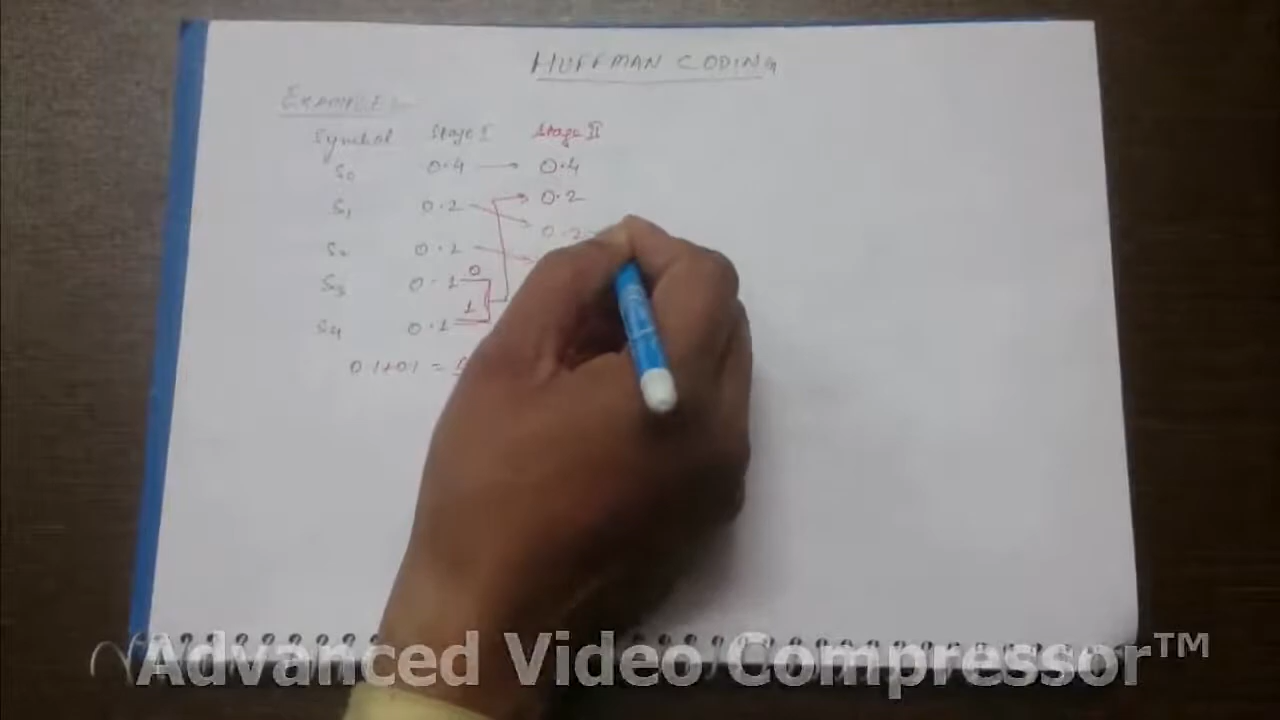 HUFFMAN CODING
EXAMPLE:-
Symbol Stage I Stage II
S0 0.4 0.4
S1 0.2 0.2
0.2
S2 0.2
S3 0.1 0
1
S4 0.1
0.1+0.1 =
Advanced Video Compressor™